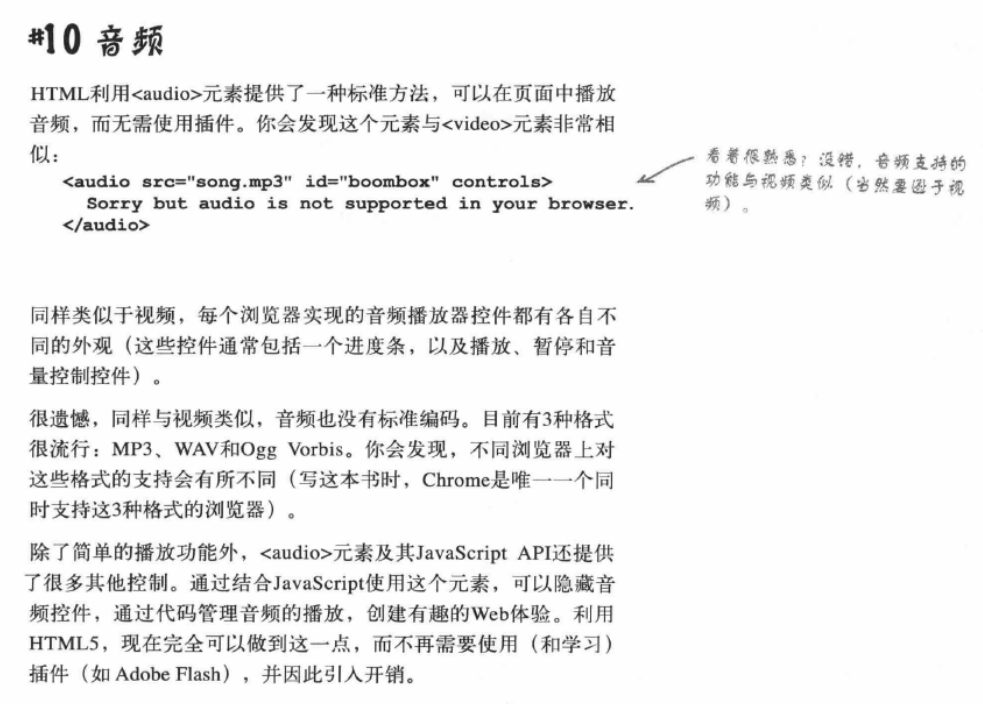 #10 音频
HTML利用<audio>元素提供了一种标准方法，可以在页面中播放
音频，而无需使用插件。你会发现这个元素与<video>元素非常相
似：
<audio src="song.mp3" id="boombox" controls>
Sorry but audio is not supported in your browser.
</audio>
看着很熟悉？没错，音频支持的
功能与视频类似（当然要逊于视
频）。
同样类似于视频，每个浏览器实现的音频播放器控件都有各自不
同的外观（这些控件通常包括一个进度条，以及播放、暂停和音
量控制控件）。
很遗憾，同样与视频类似，音频也没有标准编码。目前有3种格式
很流行：MP3、WAV和Ogg Vorbis。你会发现，不同浏览器上对
这些格式的支持会有所不同（写这本书时，Chrome是唯一一个同
时支持这3种格式的浏览器）。
除了简单的播放功能外，<audio>元素及其JavaScript API还提供
了很多其他控制。通过结合JavaScript使用这个元素，可以隐藏音
频控件，通过代码管理音频的播放，创建有趣的Web体验。利用
HTML5，现在完全可以做到这一点，而不再需要使用（和学习）
插件（如 Adobe Flash），并因此引入开销。